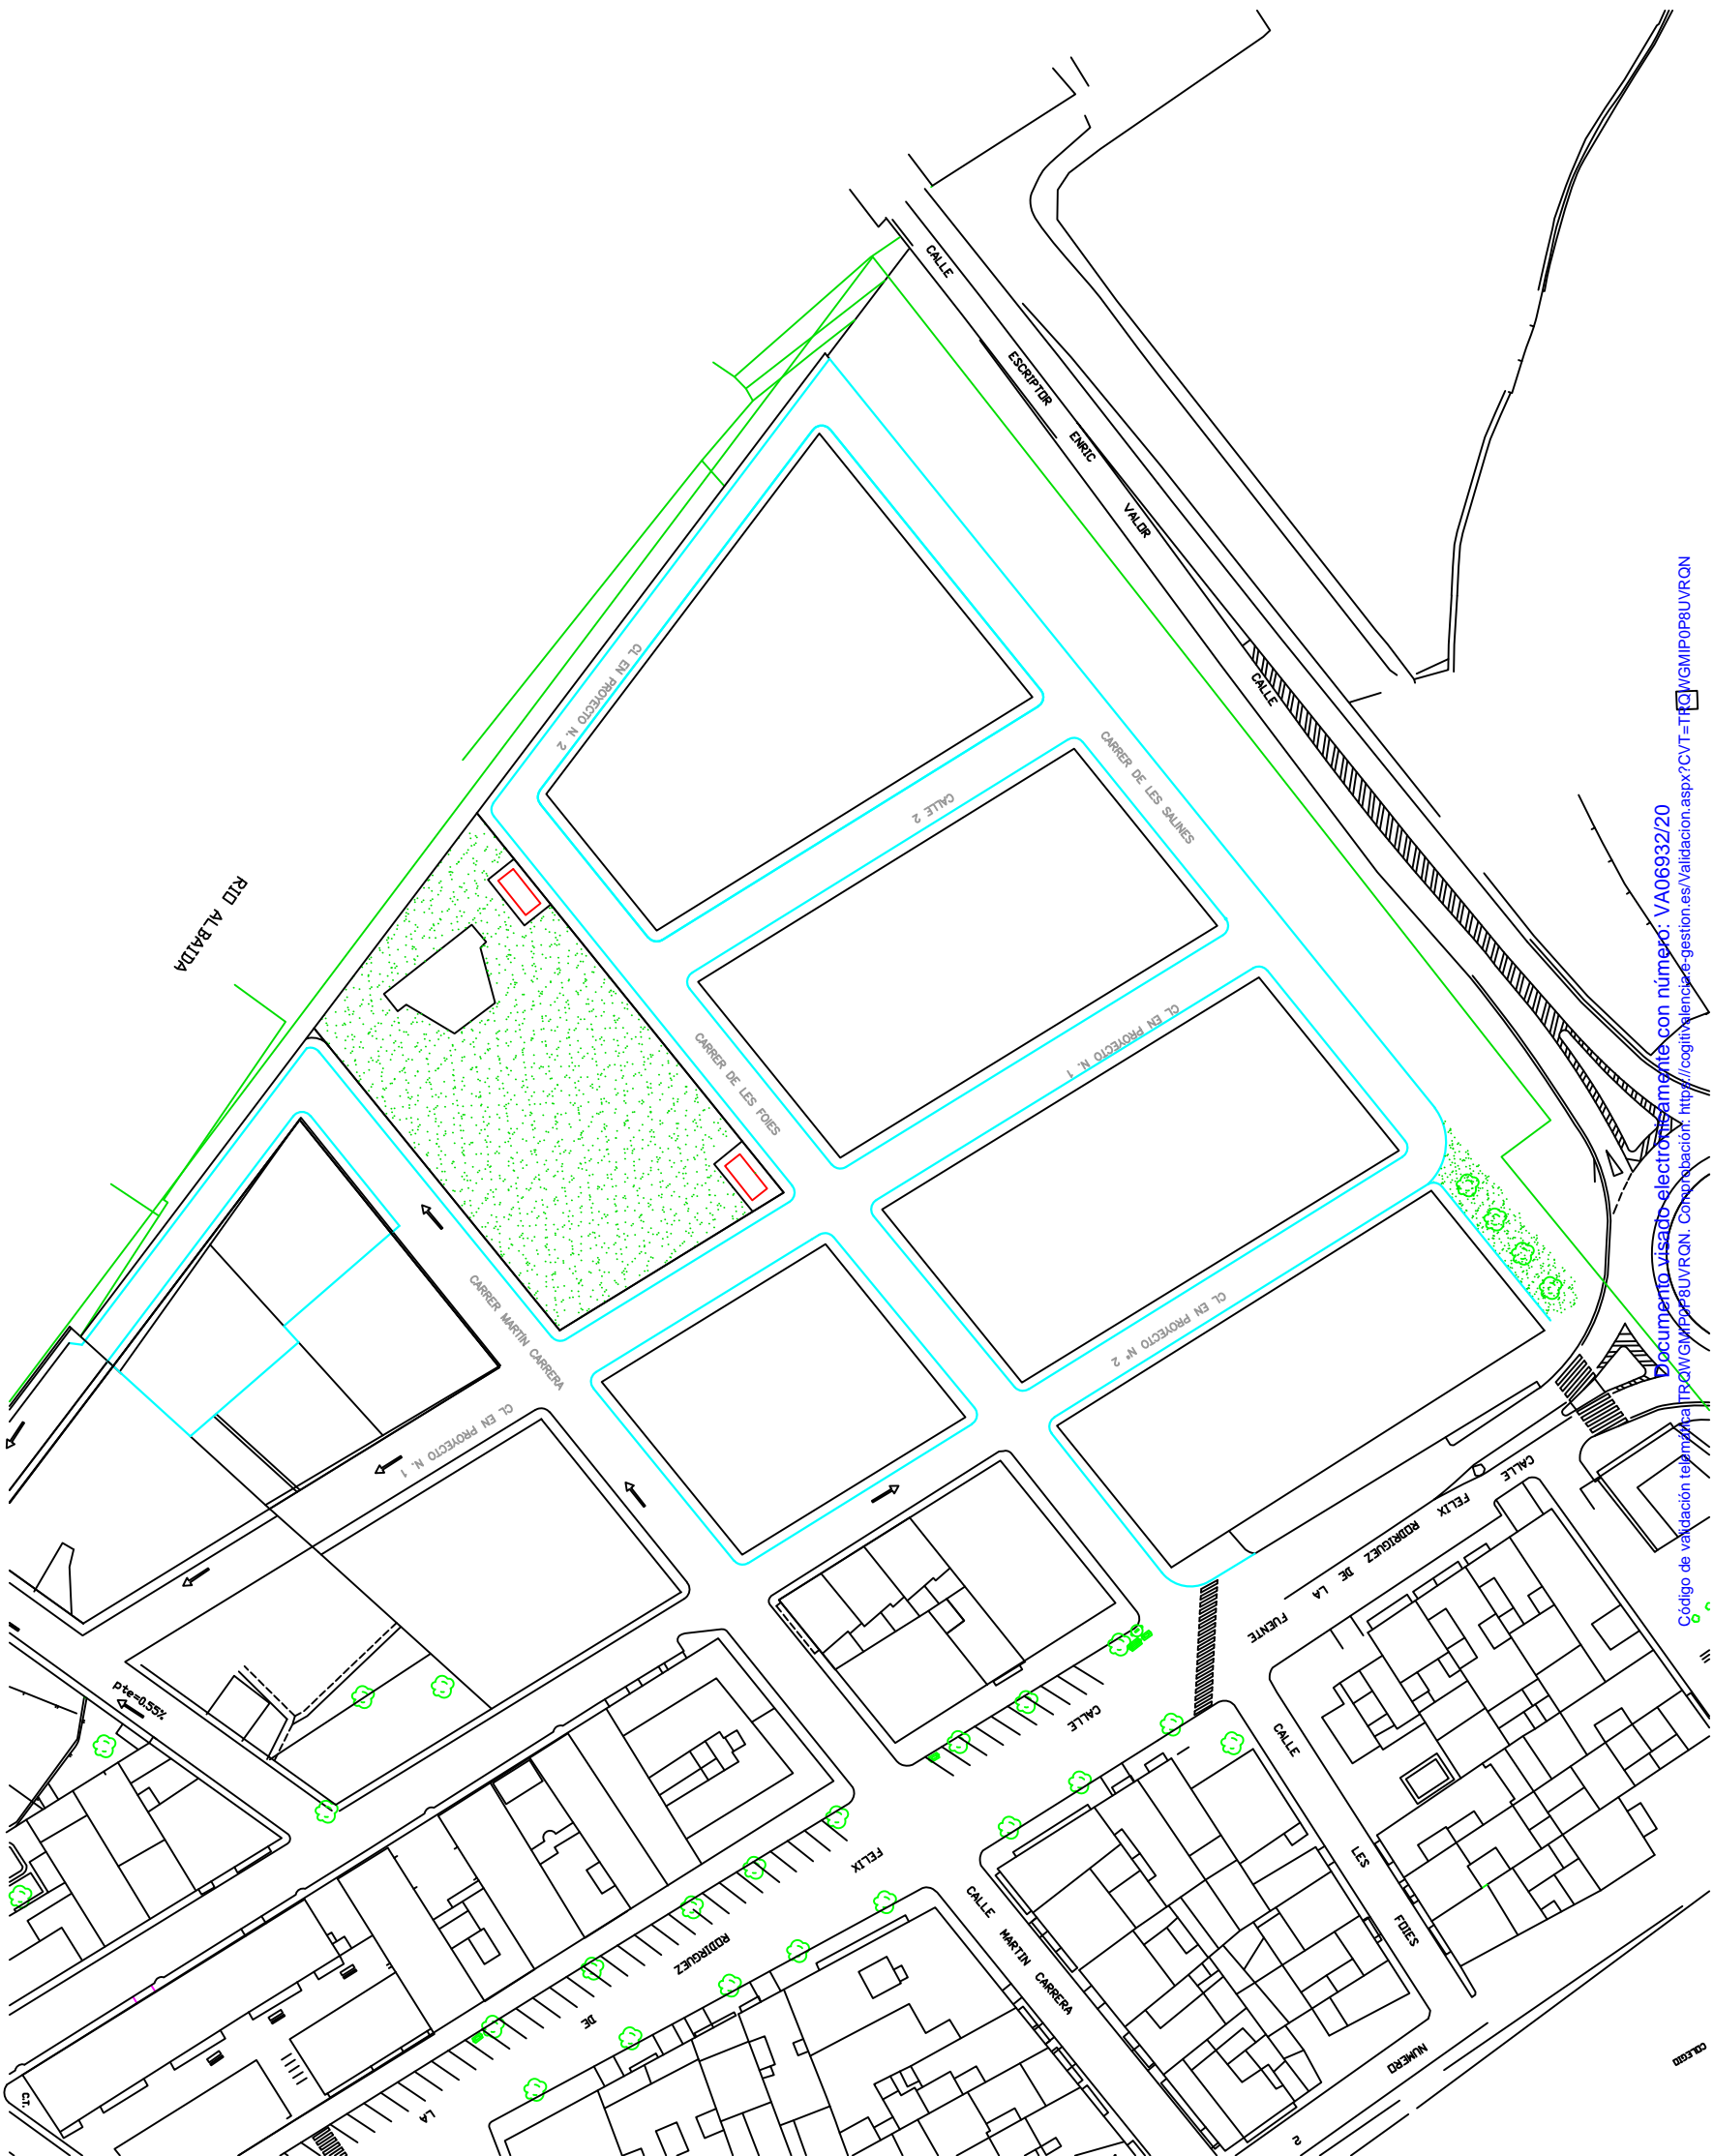 CALLE ESCRIPTOR ENRIC VALOR
CALLE
CL EN PROYECTO N. 2
CARRER DE LES SALINES
CALLE 2
RIO ALBAIDA
CARRER DE LES FOIES
CL EN PROYECTO N. 1
CARRER MARTÍN CARRERA
CL EN PROYECTO Nº 2
CL EN PROYECTO N. 1
CALLE FELIX RODRIGUEZ DE LA FUENTE
pte=0.55%
CALLE FELIX RODIRGUEZ DE LA
CALLE LES FOIES
CALLE MARTIN CARRERA
NUMERO 2
COLEGIO
C.T.
Documento visado electrónicamente con número: VA06932/20
Código de validación telemática TRQWGMIP0P8UVRQN. Comprobación: https://cogitivalencia.e-gestion.es/Validacion.aspx?CVT=TRQWGMIP0P8UVRQN